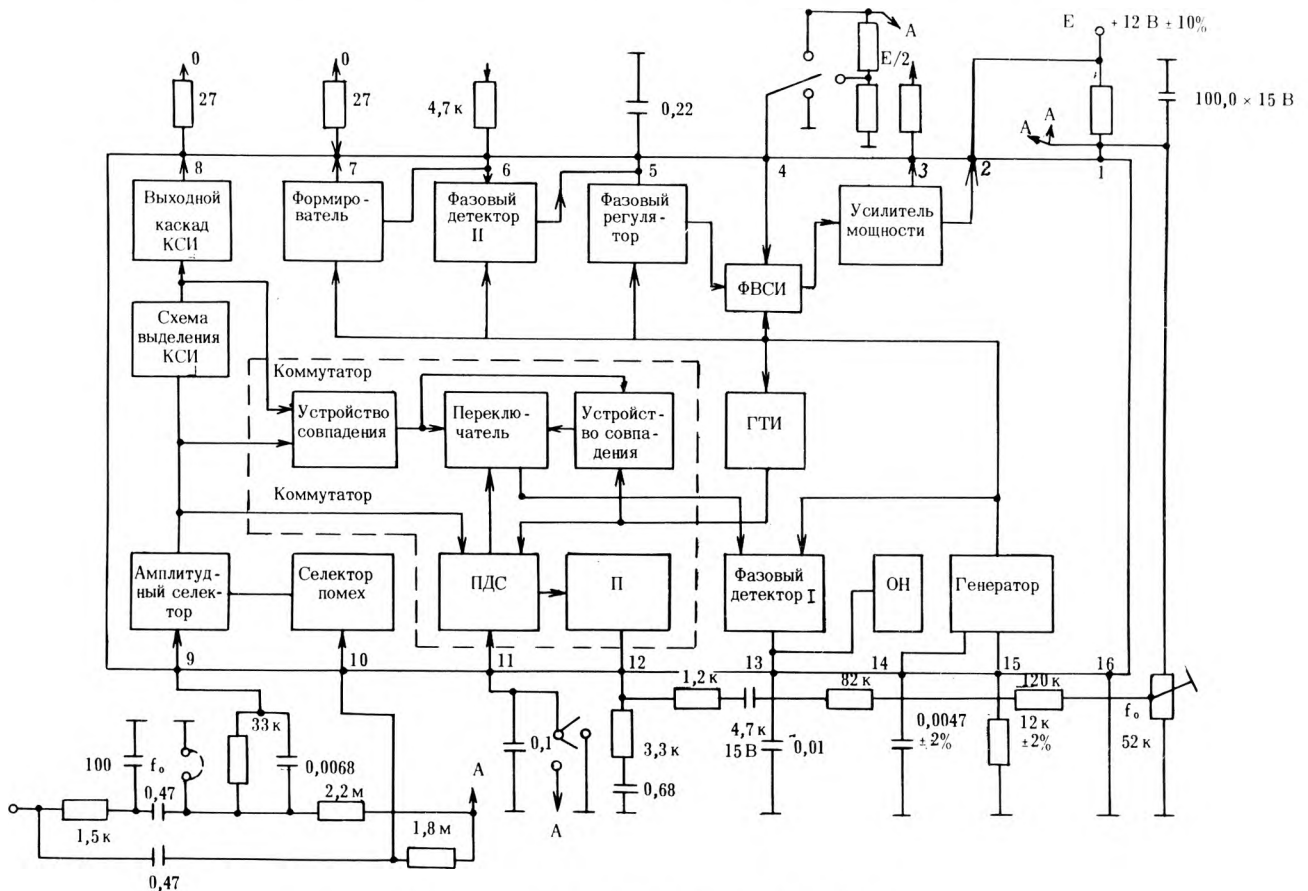 0
27
0
27
4,7 к
0,22
А
E/2
E
+ 12 В ± 10%
100,0 × 15 В
А
А
8
7
6
5
4
3
2
1
Выходной
каскад
КСИ
Формиро-
ватель
Фазовый
детектор
II
Фазовый
регуля-
тор
Усилитель
мощности
ФВСИ
Схема
выделения
КСИ
Коммутатор
Устройство
совпадения
Переклю-
чатель
Устройст-
во совпа-
дения
ГТИ
Коммутатор
Амплитуд-
ный селек-
тор
Селектор
помех
ПДС
П
Фазовый
детектор I
ОН
Генератор
9
10
11
12
13
14
15
16
1,2 к
82 к
120 к
33 к
4,7 к
15 В
0,01
0,0047
±2%
12 к
±2%
f₀
52 к
100
f₀
0,0068
0,1
3,3 к
0,68
0,47
2,2 м
А
1,5 к
1,8 м
А
0,47